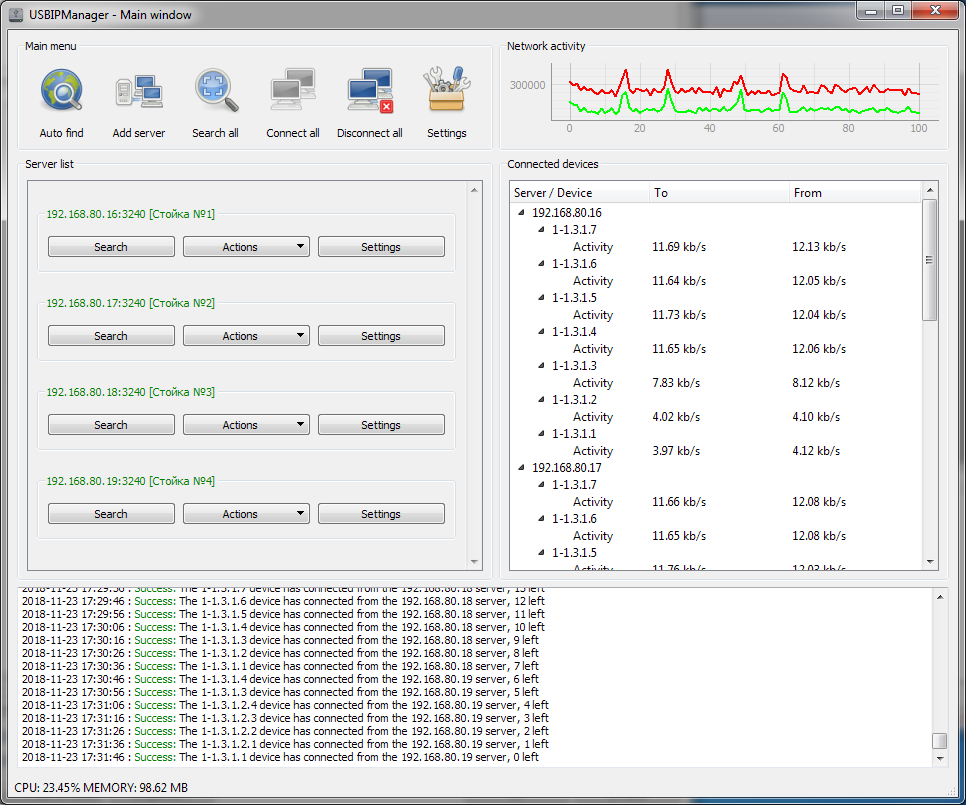 USBIPManager - Main window
Main menu
Auto find
Add server
Search all
Connect all
Disconnect all
Settings
Network activity
300000
0 20 40 60 80 100
Server list
192.168.80.16:3240 [Стойка №1]
Search Actions Settings
192.168.80.17:3240 [Стойка №2]
Search Actions Settings
192.168.80.18:3240 [Стойка №3]
Search Actions Settings
192.168.80.19:3240 [Стойка №4]
Search Actions Settings
Connected devices
Server / Device To From
192.168.80.16
1-1.3.1.7
Activity 11.69 kb/s 12.13 kb/s
1-1.3.1.6
Activity 11.64 kb/s 12.05 kb/s
1-1.3.1.5
Activity 11.73 kb/s 12.04 kb/s
1-1.3.1.4
Activity 11.65 kb/s 12.06 kb/s
1-1.3.1.3
Activity 7.83 kb/s 8.12 kb/s
1-1.3.1.2
Activity 4.02 kb/s 4.10 kb/s
1-1.3.1.1
Activity 3.97 kb/s 4.12 kb/s
192.168.80.17
1-1.3.1.7
Activity 11.66 kb/s 12.08 kb/s
1-1.3.1.6
Activity 11.65 kb/s 12.08 kb/s
1-1.3.1.5
Activity 11.76 kb/s 12.03 kb/s
The 1-1.3.1.7 device has connected from the 192.168.80.18 server, left
2018-11-23 17:29:46 : Success: The 1-1.3.1.6 device has connected from the 192.168.80.18 server, 12 left
2018-11-23 17:29:56 : Success: The 1-1.3.1.5 device has connected from the 192.168.80.18 server, 11 left
2018-11-23 17:30:06 : Success: The 1-1.3.1.4 device has connected from the 192.168.80.18 server, 10 left
2018-11-23 17:30:16 : Success: The 1-1.3.1.3 device has connected from the 192.168.80.18 server, 9 left
2018-11-23 17:30:26 : Success: The 1-1.3.1.2 device has connected from the 192.168.80.18 server, 8 left
2018-11-23 17:30:36 : Success: The 1-1.3.1.1 device has connected from the 192.168.80.18 server, 7 left
2018-11-23 17:30:46 : Success: The 1-1.3.1.4 device has connected from the 192.168.80.19 server, 6 left
2018-11-23 17:30:56 : Success: The 1-1.3.1.3 device has connected from the 192.168.80.19 server, 5 left
2018-11-23 17:31:06 : Success: The 1-1.3.1.2.4 device has connected from the 192.168.80.19 server, 4 left
2018-11-23 17:31:16 : Success: The 1-1.3.1.2.3 device has connected from the 192.168.80.19 server, 3 left
2018-11-23 17:31:26 : Success: The 1-1.3.1.2.2 device has connected from the 192.168.80.19 server, 2 left
2018-11-23 17:31:36 : Success: The 1-1.3.1.2.1 device has connected from the 192.168.80.19 server, 1 left
2018-11-23 17:31:46 : Success: The 1-1.3.1.1 device has connected from the 192.168.80.19 server, 0 left
CPU: 23.45% MEMORY: 98.62 MB